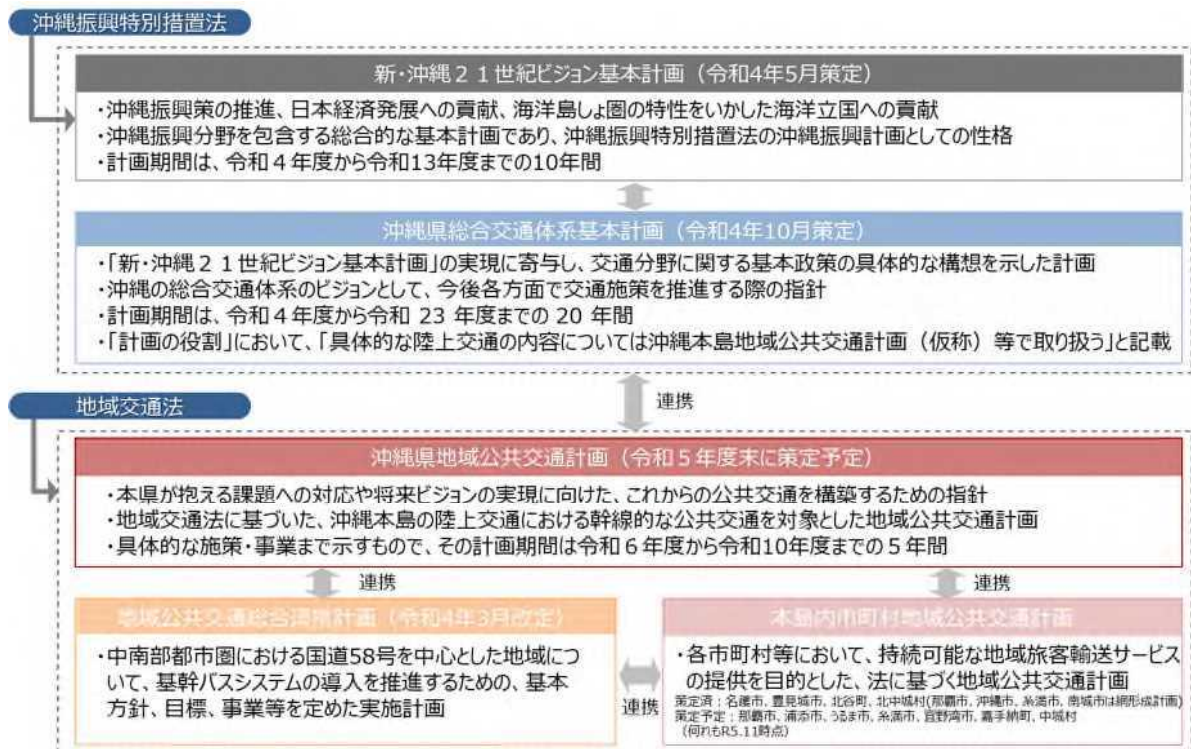 沖縄振興特別措置法
新・沖縄２１世紀ビジョン基本計画（令和4年5月策定）
・沖縄振興策の推進、日本経済発展への貢献、海洋島しょ圏の特性をいかした海洋立国への貢献
・沖縄振興分野を包含する総合的な基本計画であり、沖縄振興特別措置法の沖縄振興計画としての性格
・計画期間は、令和４年度から令和13年度までの10年間
沖縄県総合交通体系基本計画（令和4年10月策定）
・「新・沖縄２１世紀ビジョン基本計画」の実現に寄与し、交通分野に関する基本政策の具体的な構想を示した計画
・沖縄の総合交通体系のビジョンとして、今後各方面で交通施策を推進する際の指針
・計画期間は、令和４年度から令和 23 年度までの 20 年間
・「計画の役割」において、「具体的な陸上交通の内容については沖縄本島地域公共交通計画（仮称）等で取り扱う」と記載
連携
地域交通法
沖縄県地域公共交通計画（令和５年度末に策定予定）
・本県が抱える課題への対応や将来ビジョンの実現に向けた、これからの公共交通を構築するための指針
・地域交通法に基づいた、沖縄本島の陸上交通における幹線的な公共交通を対象とした地域公共交通計画
・具体的な施策・事業まで示すもので、その計画期間は令和６年度から令和10年度までの５年間
連携
連携
地域公共交通総合連携計画（令和4年3月改定）
・中南部都市圏における国道58号を中心とした地域につ
いて、基幹バスシステムの導入を推進するための、基本
方針、目標、事業等を定めた実施計画
連携
本島内市町村地域公共交通計画
・各市町村等において、持続可能な地域旅客輸送サービス
の提供を目的とした、法に基づく地域公共交通計画
策定済：名護市、豊見城市、北谷町、北中城村(那覇市、沖縄市、糸満市、南城市は網形成計画)
策定予定：那覇市、浦添市、うるま市、糸満市、宜野湾市、嘉手納町、中城村
（何れもR5.11時点）